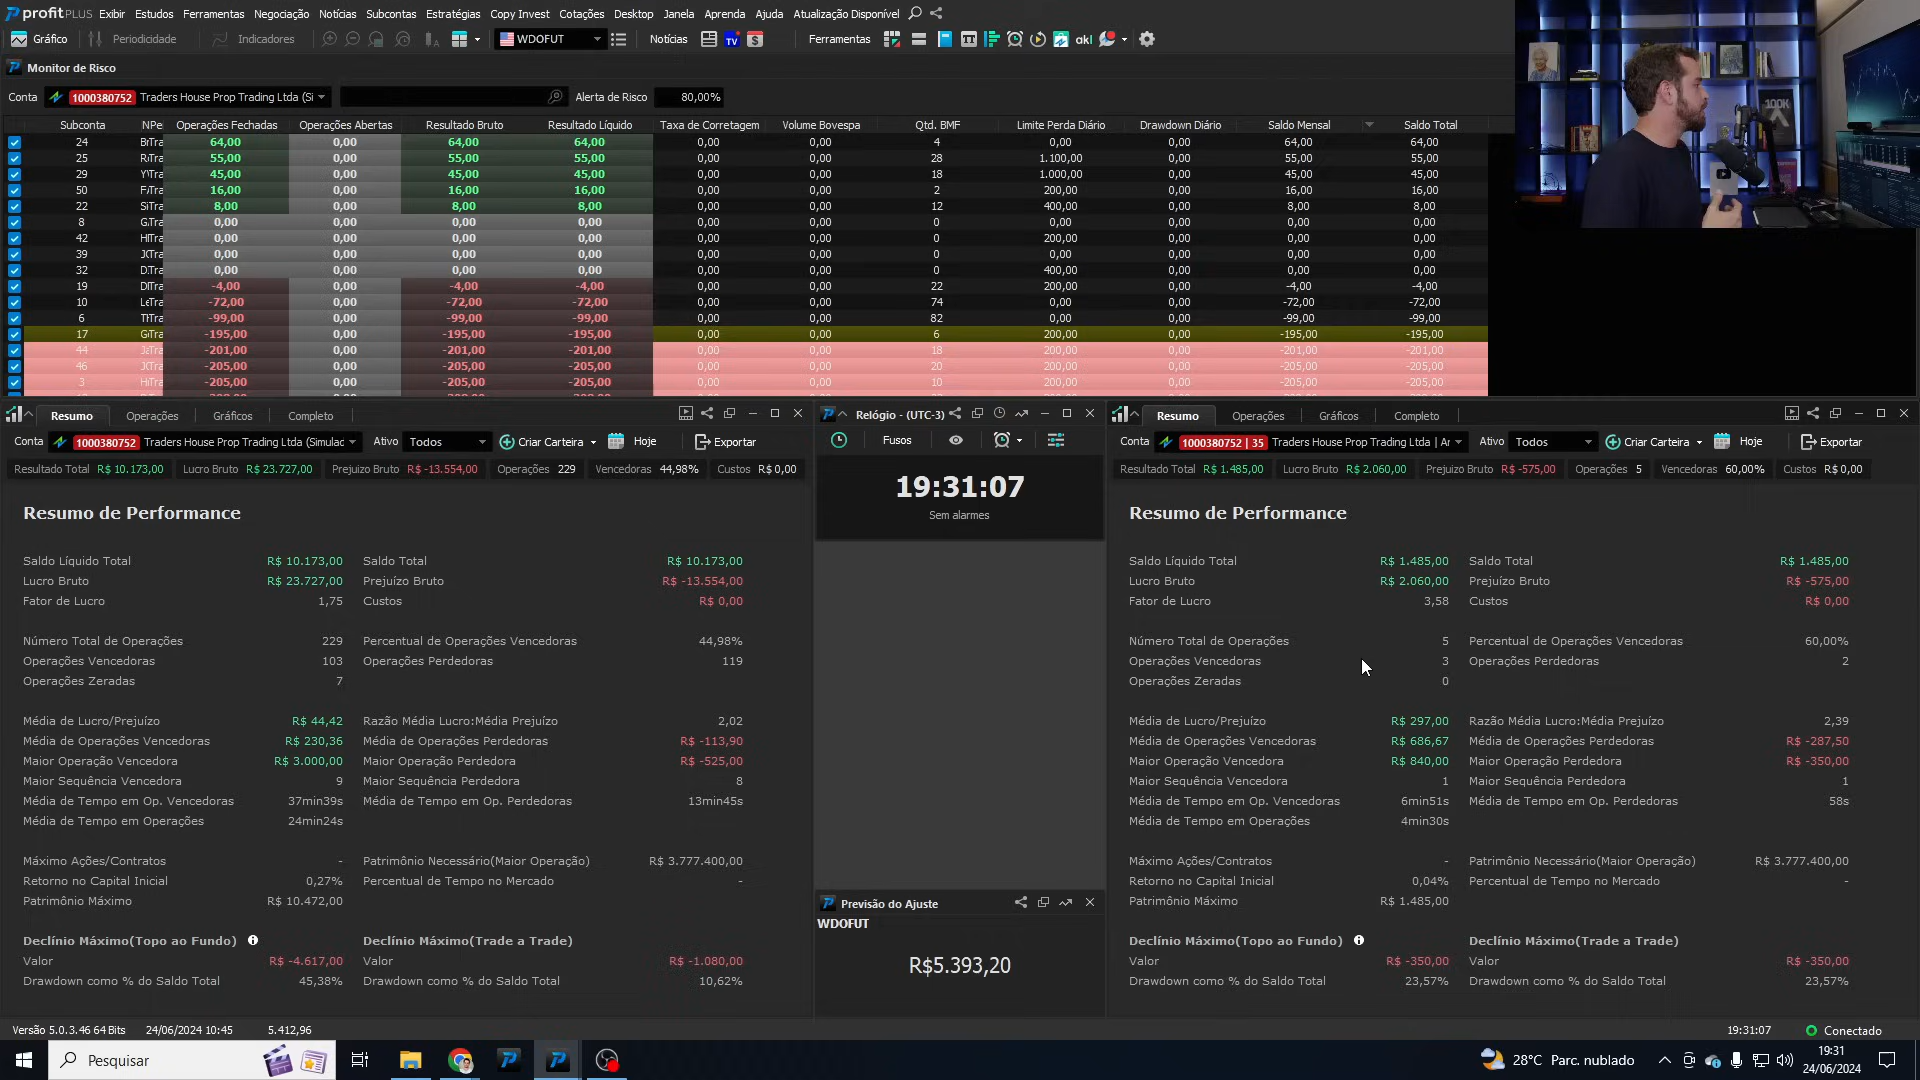 profitPLUS Exibir Estudos Ferramentas Negociação Notícias Subcontas Estratégias Copy Invest Cotações Desktop Janela Aprenda Ajuda Atualização Disponível
Gráfico Periodicidade Indicadores WDOFUT Notícias TV $ Ferramentas TT akl
Monitor de Risco
Conta 1000380752 Traders House Prop Trading Ltda (Si Alerta de Risco 80,00%
Subconta NPe Operações Fechadas Operações Abertas Resultado Bruto Resultado Líquido Taxa de Corretagem Volume Bovespa Qtd. BMF Limite Perda Diário Drawdown Diário Saldo Mensal Saldo Total
24 64,00 0,00 64,00 64,00 0,00 0,00 4 0,00 0,00 64,00 64,00
25 55,00 0,00 55,00 55,00 0,00 0,00 28 1.100,00 0,00 55,00 55,00
29 45,00 0,00 45,00 45,00 0,00 0,00 18 1.000,00 0,00 45,00 45,00
50 16,00 0,00 16,00 16,00 0,00 0,00 2 200,00 0,00 16,00 16,00
22 8,00 0,00 8,00 8,00 0,00 0,00 12 400,00 0,00 8,00 8,00
8 0,00 0,00 0,00 0,00 0,00 0,00 0 0,00 0,00 0,00 0,00
42 0,00 0,00 0,00 0,00 0,00 0,00 0 200,00 0,00 0,00 0,00
39 0,00 0,00 0,00 0,00 0,00 0,00 0 0,00 0,00 0,00 0,00
32 0,00 0,00 0,00 0,00 0,00 0,00 0 400,00 0,00 0,00 0,00
19 -4,00 0,00 -4,00 -4,00 0,00 0,00 22 200,00 0,00 -4,00 -4,00
10 -72,00 0,00 -72,00 -72,00 0,00 0,00 74 0,00 0,00 -72,00 -72,00
6 -99,00 0,00 -99,00 -99,00 0,00 0,00 82 0,00 0,00 -99,00 -99,00
17 -195,00 0,00 -195,00 -195,00 0,00 0,00 6 200,00 0,00 -195,00 -195,00
44 -201,00 0,00 -201,00 -201,00 0,00 0,00 18 200,00 0,00 -201,00 -201,00
46 -205,00 0,00 -205,00 -205,00 0,00 0,00 20 200,00 0,00 -205,00 -205,00
3 -205,00 0,00 -205,00 -205,00 0,00 0,00 10 200,00 0,00 -205,00 -205,00
100K
Resumo Operações Gráficos Completo
Conta 1000380752 Traders House Prop Trading Ltda (Simulad Ativo Todos Criar Carteira Hoje Exportar
Resultado Total R$ 10.173,00 Lucro Bruto R$ 23.727,00 Prejuizo Bruto R$ -13.554,00 Operações 229 Vencedoras 44,98% Custos R$ 0,00
Resumo de Performance
Saldo Líquido Total R$ 10.173,00 Saldo Total R$ 10.173,00
Lucro Bruto R$ 23.727,00 Prejuízo Bruto R$ -13.554,00
Fator de Lucro 1,75 Custos R$ 0,00
Número Total de Operações 229 Percentual de Operações Vencedoras 44,98%
Operações Vencedoras 103 Operações Perdedoras 119
Operações Zeradas 7
Média de Lucro/Prejuízo R$ 44,42 Razão Média Lucro:Média Prejuízo 2,02
Média de Operações Vencedoras R$ 230,36 Média de Operações Perdedoras R$ -113,90
Maior Operação Vencedora R$ 3.000,00 Maior Operação Perdedora R$ -525,00
Maior Sequência Vencedora 9 Maior Sequência Perdedora 8
Média de Tempo em Op. Vencedoras 37min39s Média de Tempo em Op. Perdedoras 13min45s
Média de Tempo em Operações 24min24s
Máximo Ações/Contratos - Patrimônio Necessário(Maior Operação) R$ 3.777.400,00
Retorno no Capital Inicial 0,27% Percentual de Tempo no Mercado -
Patrimônio Máximo R$ 10.472,00
Declínio Máximo(Topo ao Fundo) Declínio Máximo(Trade a Trade)
Valor R$ -4.617,00 Valor R$ -1.080,00
Drawdown como % do Saldo Total 45,38% Drawdown como % do Saldo Total 10,62%
Relógio - (UTC-3)
Fusos
19:31:07
Sem alarmes
Previsão do Ajuste
WDOFUT
R$5.393,20
Resumo Operações Gráficos Completo
Conta 1000380752 | 35 Traders House Prop Trading Ltda | Ar Ativo Todos Criar Carteira Hoje Exportar
Resultado Total R$ 1.485,00 Lucro Bruto R$ 2.060,00 Prejuizo Bruto R$ -575,00 Operações 5 Vencedoras 60,00% Custos R$ 0,00
Resumo de Performance
Saldo Líquido Total R$ 1.485,00 Saldo Total R$ 1.485,00
Lucro Bruto R$ 2.060,00 Prejuízo Bruto R$ -575,00
Fator de Lucro 3,58 Custos R$ 0,00
Número Total de Operações 5 Percentual de Operações Vencedoras 60,00%
Operações Vencedoras 3 Operações Perdedoras 2
Operações Zeradas 0
Média de Lucro/Prejuízo R$ 297,00 Razão Média Lucro:Média Prejuízo 2,39
Média de Operações Vencedoras R$ 686,67 Média de Operações Perdedoras R$ -287,50
Maior Operação Vencedora R$ 840,00 Maior Operação Perdedora R$ -350,00
Maior Sequência Vencedora 1 Maior Sequência Perdedora 1
Média de Tempo em Op. Vencedoras 6min51s Média de Tempo em Op. Perdedoras 58s
Média de Tempo em Operações 4min30s
Máximo Ações/Contratos - Patrimônio Necessário(Maior Operação) R$ 3.777.400,00
Retorno no Capital Inicial 0,04% Percentual de Tempo no Mercado -
Patrimônio Máximo R$ 1.485,00
Declínio Máximo(Topo ao Fundo) Declínio Máximo(Trade a Trade)
Valor R$ -350,00 Valor R$ -350,00
Drawdown como % do Saldo Total 23,57% Drawdown como % do Saldo Total 23,57%
Versão 5.0.3.46 64 Bits 24/06/2024 10:45 5.412,96 19:31:07 Conectado
Pesquisar 28°C Parc. nublado 19:31
24/06/2024